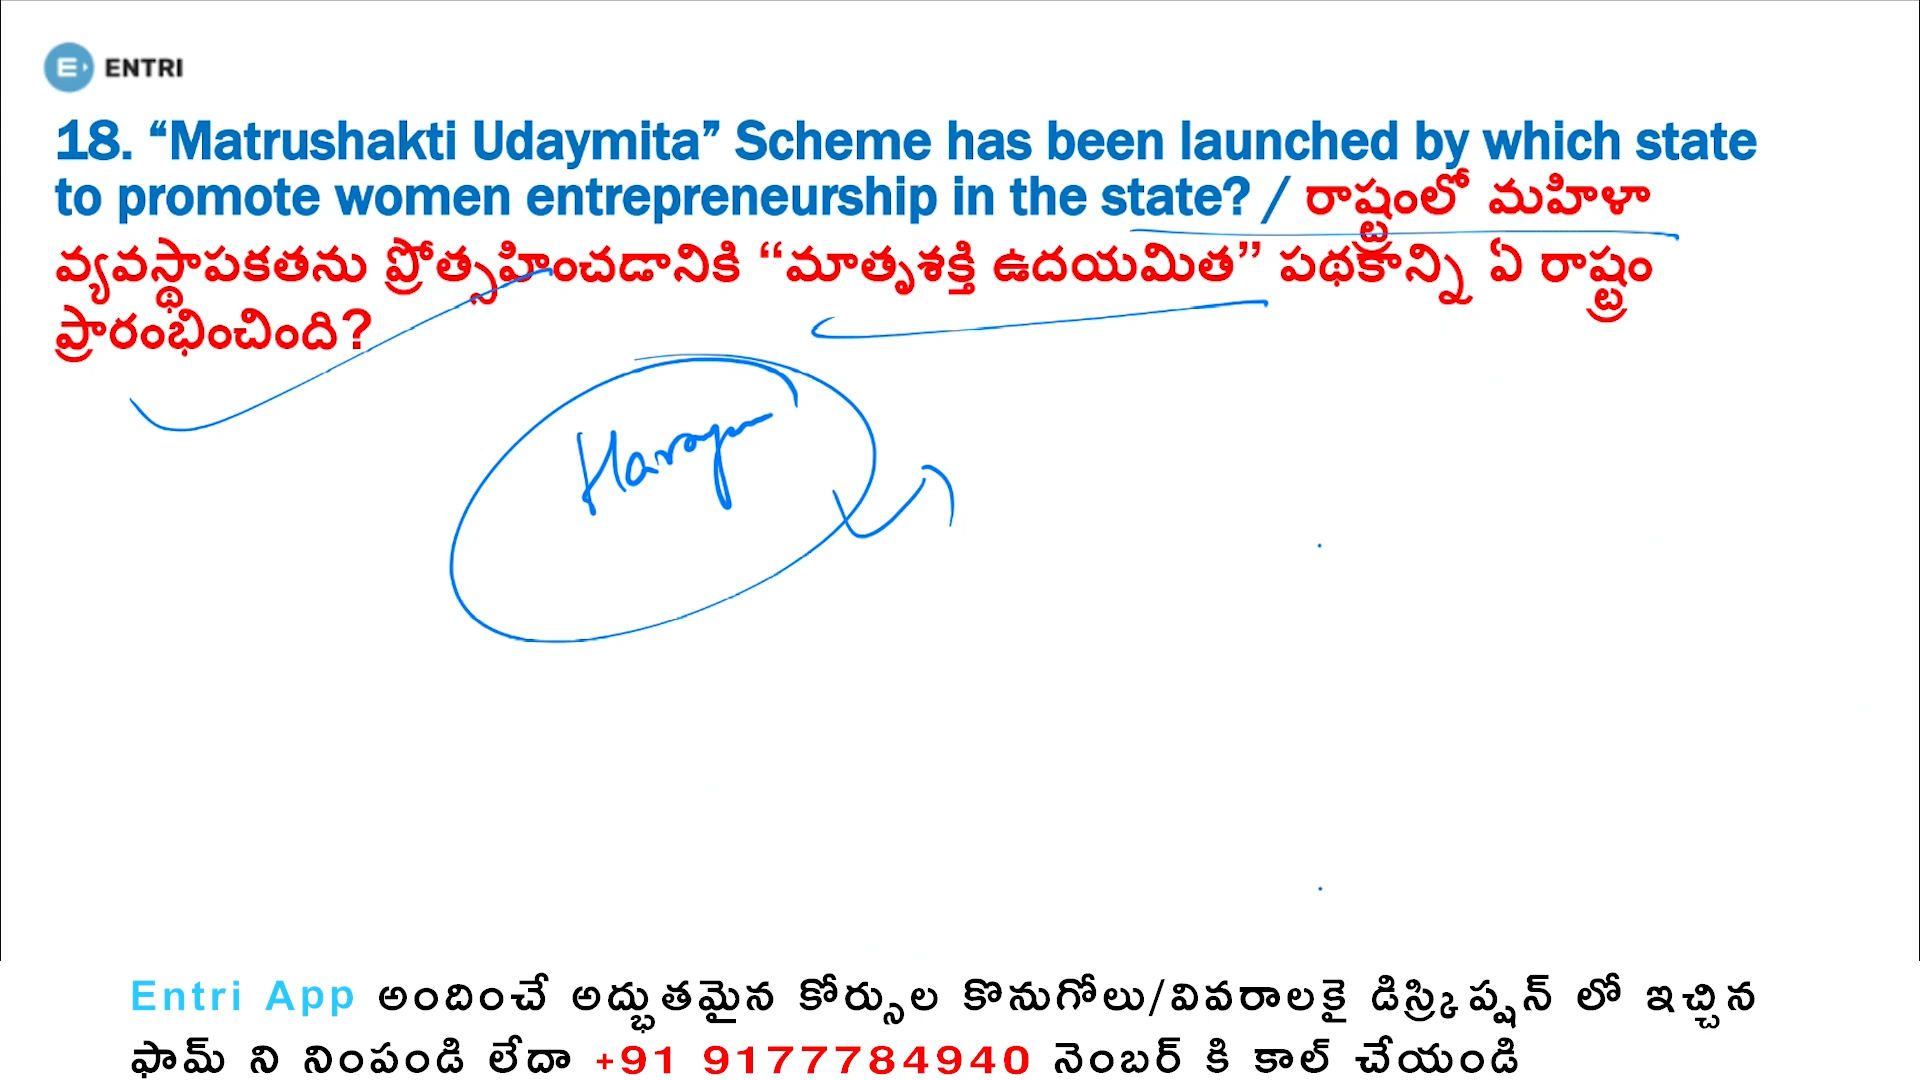 ENTRI
18. “Matrushakti Udaymita” Scheme has been launched by which state
to promote women entrepreneurship in the state? / రాష్ట్రంలో మహిళా
వ్యవస్థాపకతను ప్రోత్సహించడానికి “మాతృశక్తి ఉదయమిత” పథకాన్ని ఏ రాష్ట్రం
ప్రారంభించింది?
Entri App అందించే అద్భుతమైన కోర్సుల కొనుగోలు/వివరాలకై డిస్క్రిప్షన్ లో ఇచ్చిన
ఫామ్ ని నింపండి లేదా +91 9177784940 నెంబర్ కి కాల్ చేయండి